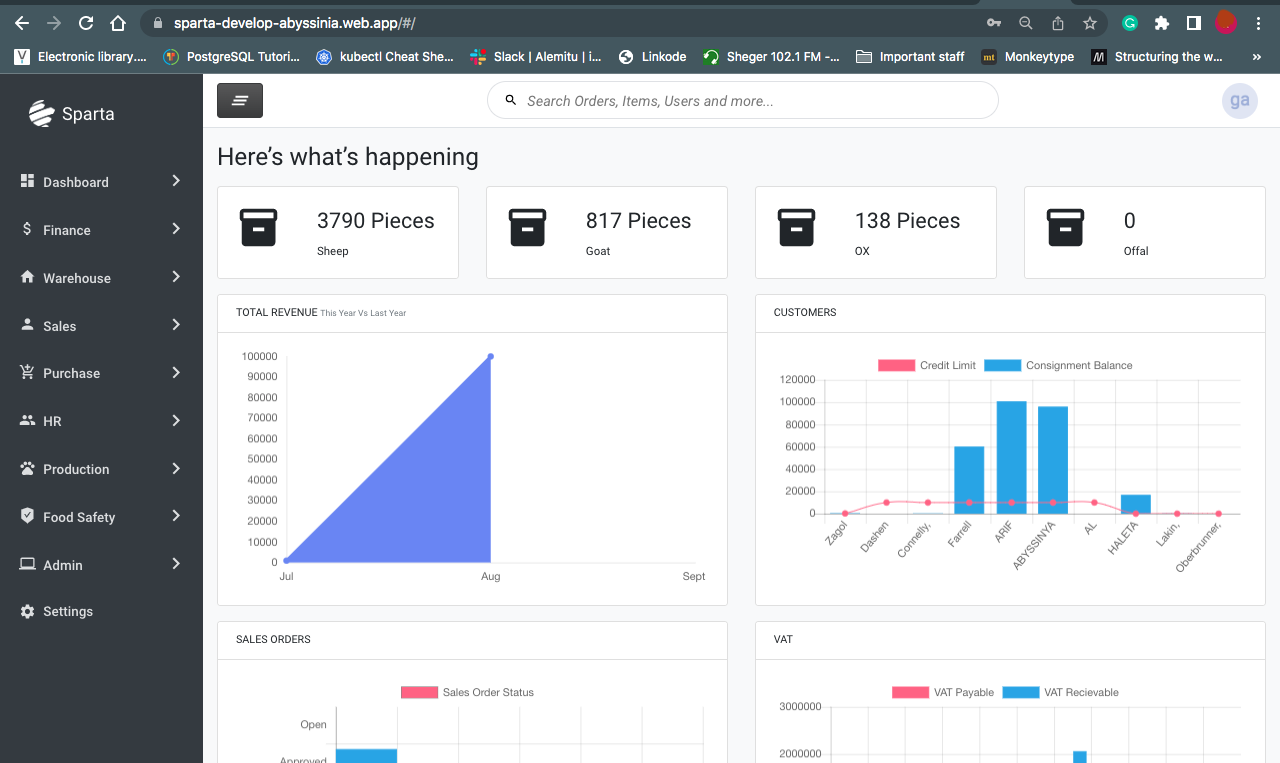 sparta-develop-abyssinia.web.app/#/
Electronic library.... PostgreSQL Tutori... kubectl Cheat She... Slack | Alemitu | i... Linkode Sheger 102.1 FM -... Important staff mt Monkeytype Structuring the w... »
Sparta
Search Orders, Items, Users and more...
ga
Dashboard
Finance
Warehouse
Sales
Purchase
HR
Production
Food Safety
Admin
Settings
Here’s what’s happening
3790 Pieces
Sheep
817 Pieces
Goat
138 Pieces
OX
0
Offal
TOTAL REVENUE This Year Vs Last Year
100000
90000
80000
70000
60000
50000
40000
30000
20000
10000
0
Jul Aug Sept
CUSTOMERS
Credit Limit Consignment Balance
120000
100000
80000
60000
40000
20000
0
Zagol Dashen Connelly, Farrell ARIF ABYSSINYA AL HALETA Lakin, Oberbrunner,
SALES ORDERS
Sales Order Status
Open
Approved
VAT
VAT Payable VAT Recievable
3000000
2000000